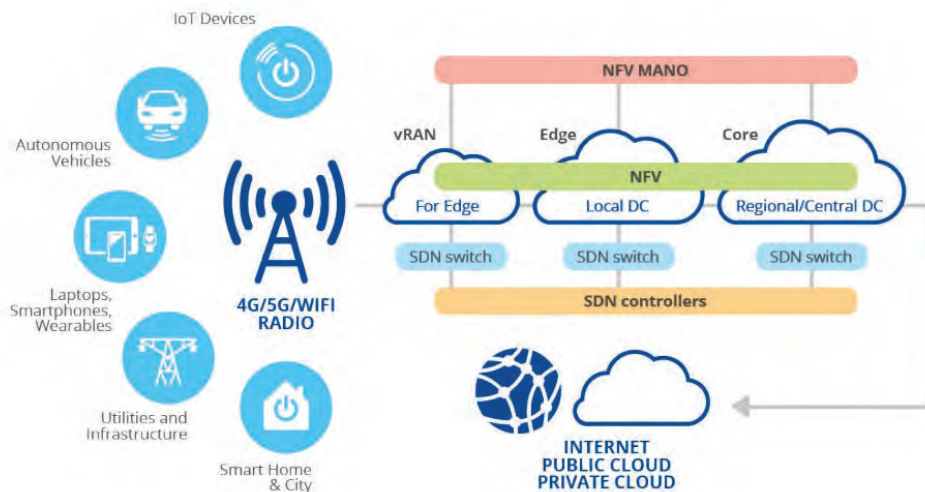 IoT Devices
Autonomous
Vehicles
Laptops,
Smartphones,
Wearables
Utilities and
Infrastructure
Smart Home
& City
4G/5G/WIFI
RADIO
NFV MANO
vRAN
Edge
Core
NFV
For Edge
Local DC
Regional/Central DC
SDN switch
SDN switch
SDN switch
SDN controllers
INTERNET
PUBLIC CLOUD
PRIVATE CLOUD